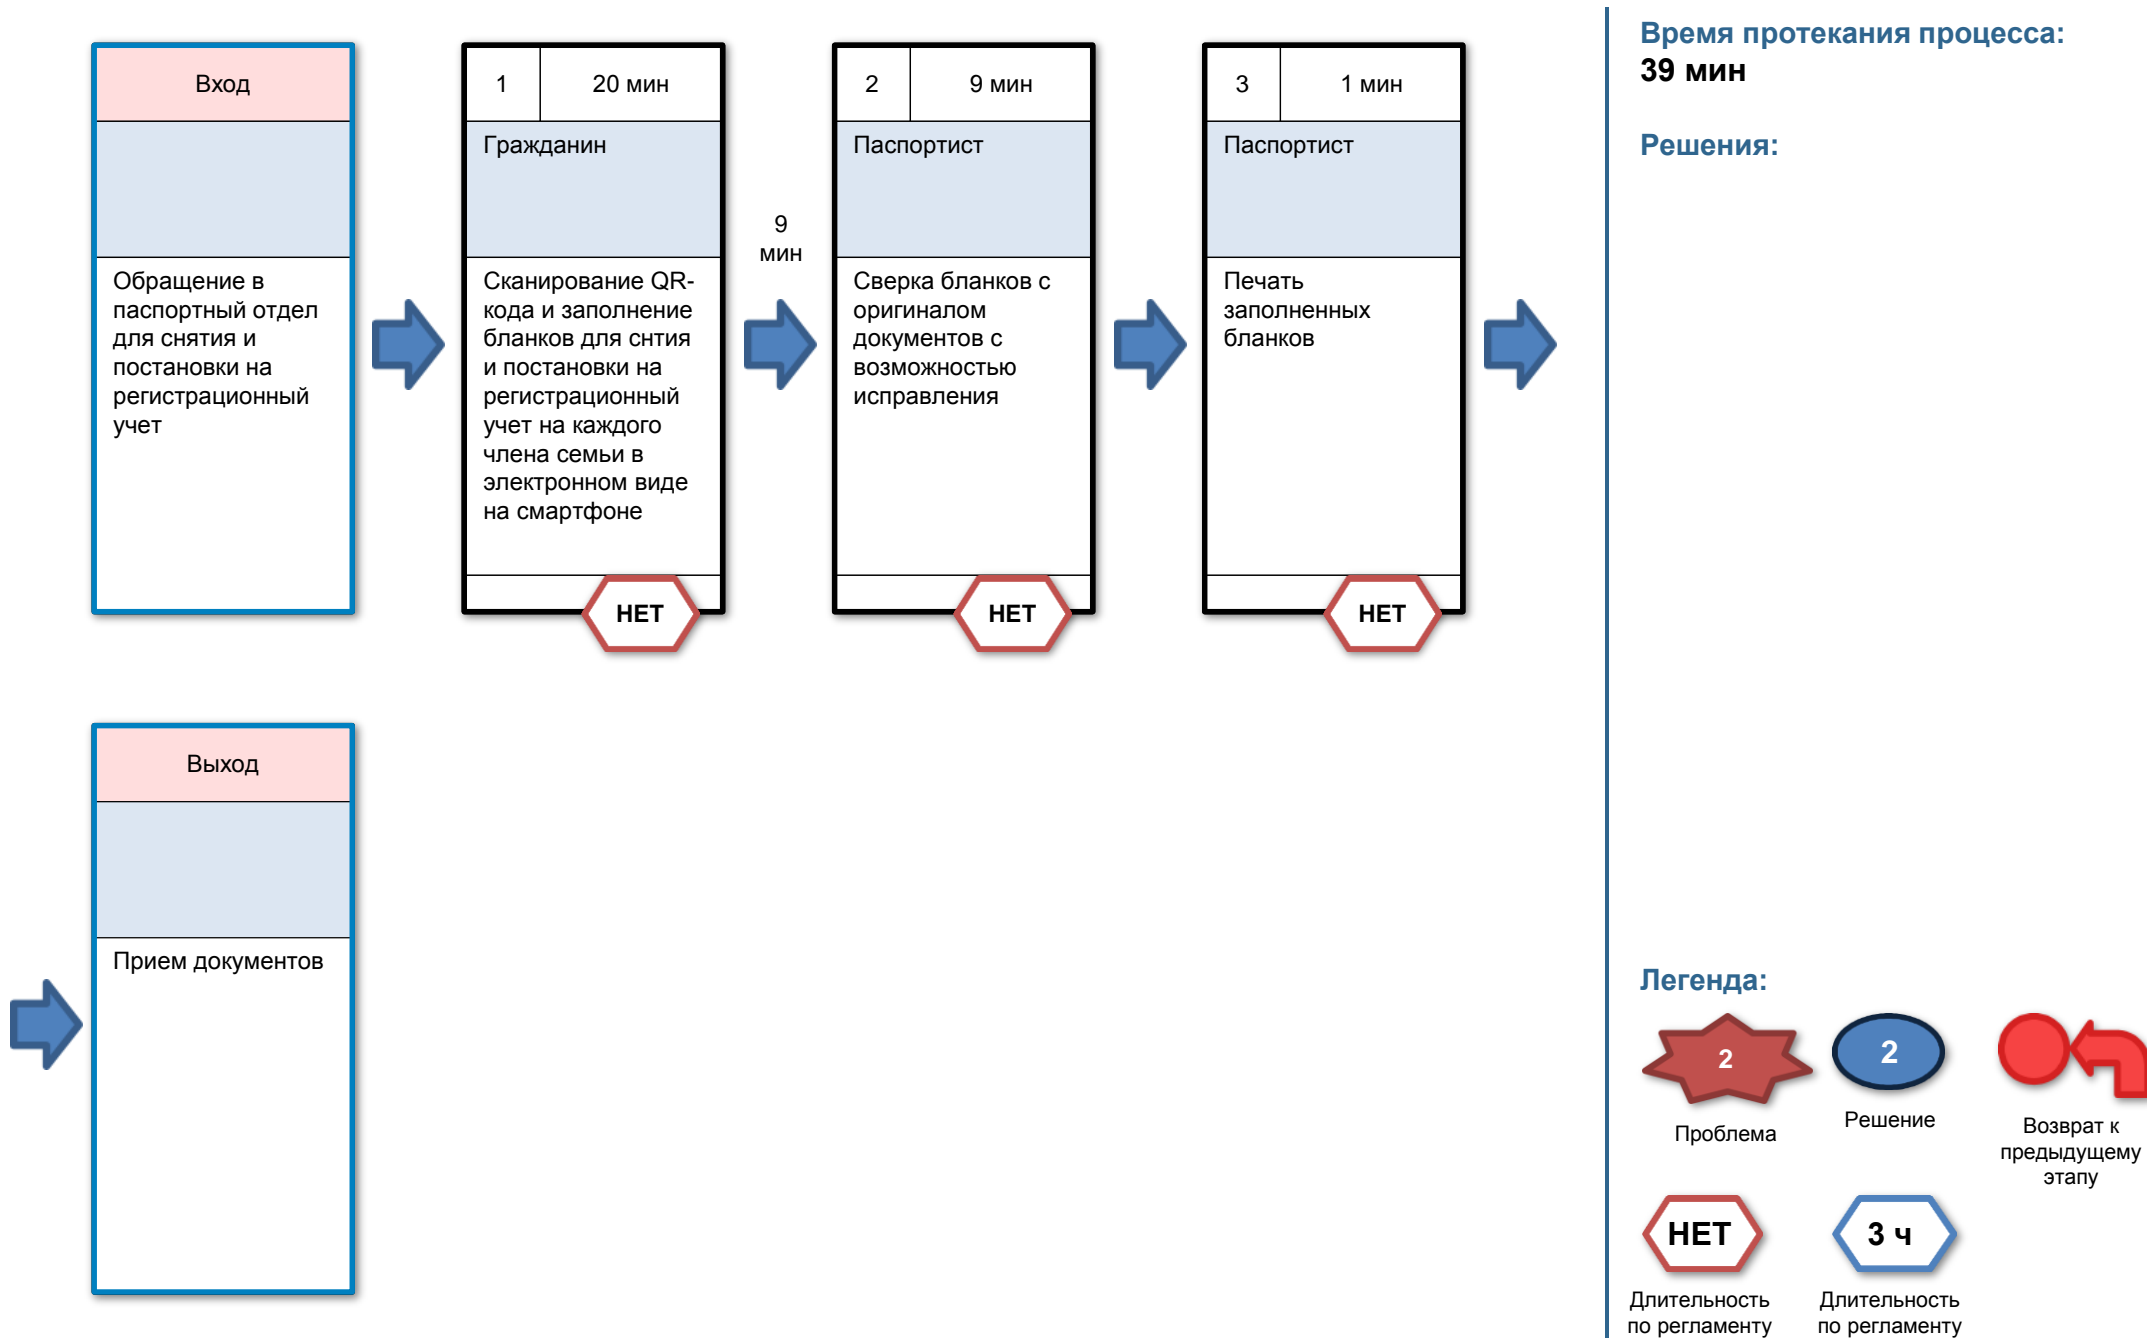 Вход
Обращение в
паспортный отдел
для снятия и
постановки на
регистрационный
учет
1
20 мин
Гражданин
Сканирование QR-
кода и заполнение
бланков для снтия
и постановки на
регистрационный
учет на каждого
члена семьи в
электронном виде
на смартфоне
НЕТ
9
мин
2
9 мин
Паспортист
Сверка бланков с
оригиналом
документов с
возможностью
исправления
НЕТ
3
1 мин
Паспортист
Печать
заполненных
бланков
НЕТ
Выход
Прием документов
Время протекания процесса:
39 мин
Решения:
Легенда:
2
Проблема
2
Решение
Возврат к
предыдущему
этапу
НЕТ
Длительность
по регламенту
3 ч
Длительность
по регламенту